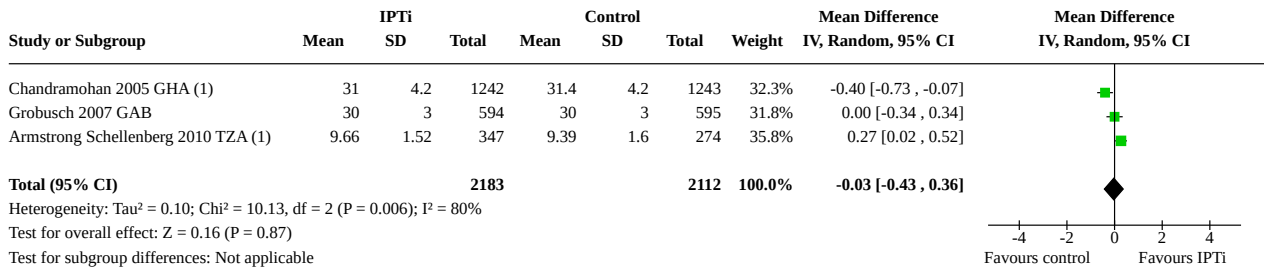 IPTi Control Mean Difference Mean Difference
Study or Subgroup Mean SD Total Mean SD Total Weight IV, Random, 95% CI IV, Random, 95% CI
Chandramohan 2005 GHA (1) 31 4.2 1242 31.4 4.2 1243 32.3% -0.40 [-0.73 , -0.07]
Grobusch 2007 GAB 30 3 594 30 3 595 31.8% 0.00 [-0.34 , 0.34]
Armstrong Schellenberg 2010 TZA (1) 9.66 1.52 347 9.39 1.6 274 35.8% 0.27 [0.02 , 0.52]
Total (95% CI) 2183 2112 100.0% -0.03 [-0.43 , 0.36]
Heterogeneity: Tau² = 0.10; Chi² = 10.13, df = 2 (P = 0.006); I² = 80%
Test for overall effect: Z = 0.16 (P = 0.87)
Test for subgroup differences: Not applicable
-4 -2 0 2 4
Favours control Favours IPTi